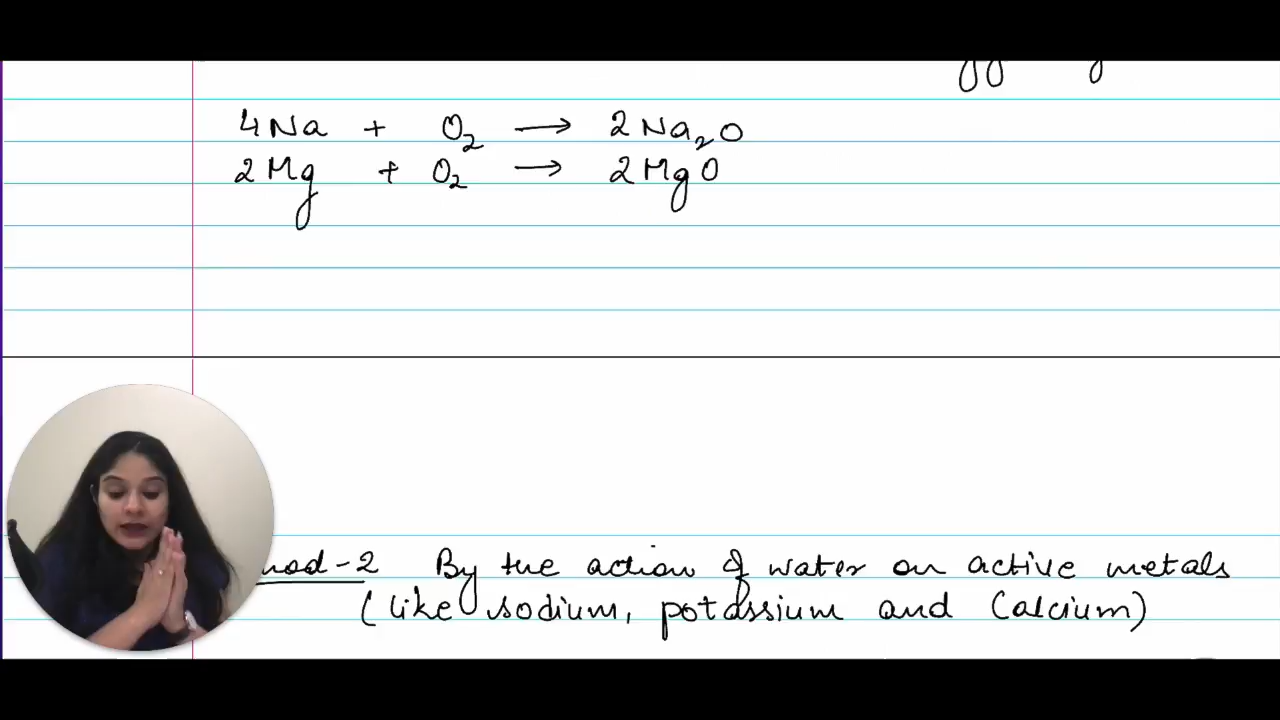 4Na + O₂ → 2Na₂O
2Mg + O₂ → 2MgO
-2 By the action of water on active metals
(like sodium, potassium and Calcium)